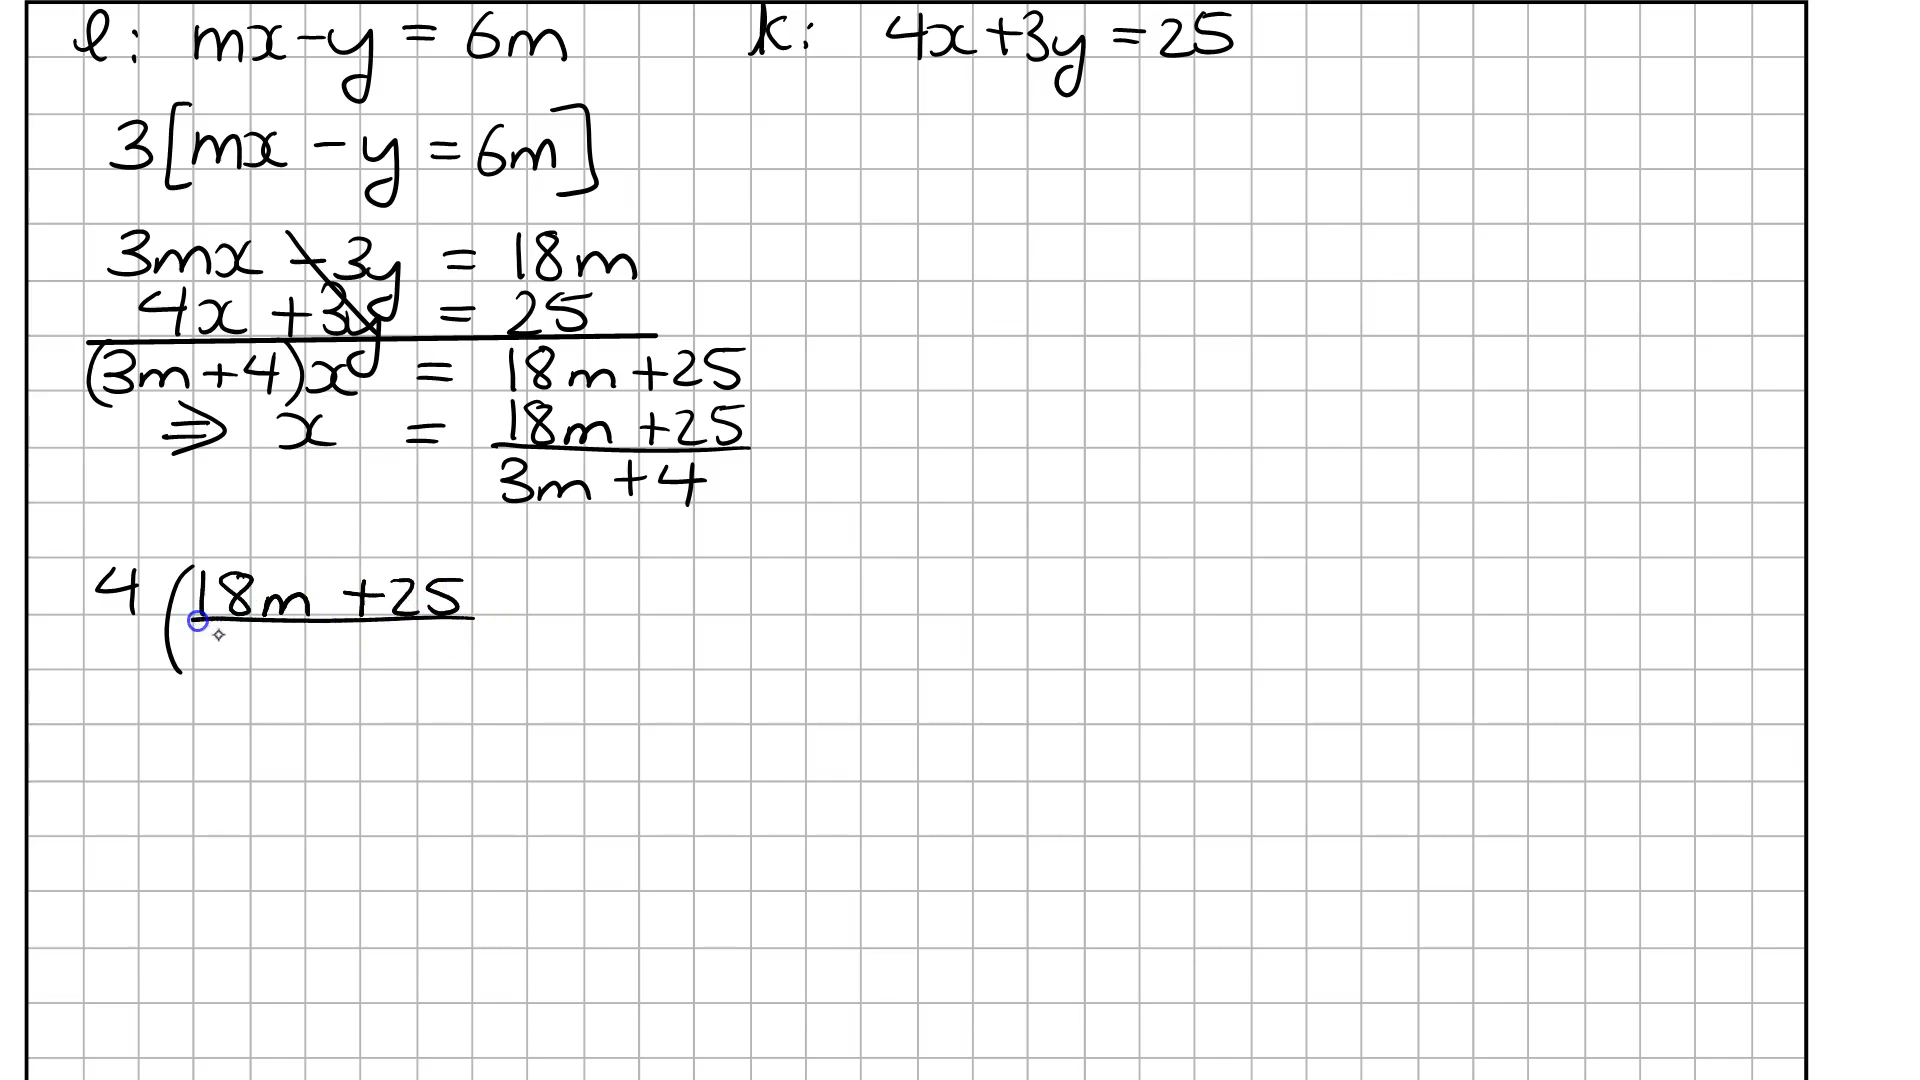 l: mx - y = 6m k: 4x + 3y = 25
3[mx - y = 6m]
3mx - 3y = 18m
4x + 3y = 25
(3m + 4)x = 18m + 25
⇒ x = 18m + 25
3m + 4
4 (18m + 25